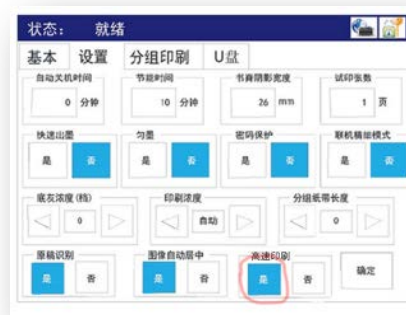 状态： 就绪
基本 设置 分组印刷 U盘
自动关机时间 节能时间 书脊阴影宽度 试印张数
0 分钟 10 分钟 26 mm 1 页
快速出墨 匀墨 密码保护 联机精细模式
是 否 是 否 是 否 是 否
底灰浓度(档) 印刷浓度 分组纸带长度
0 自动 0
原稿识别 图像自动居中 高速印刷
是 否 是 否 是 否 确定